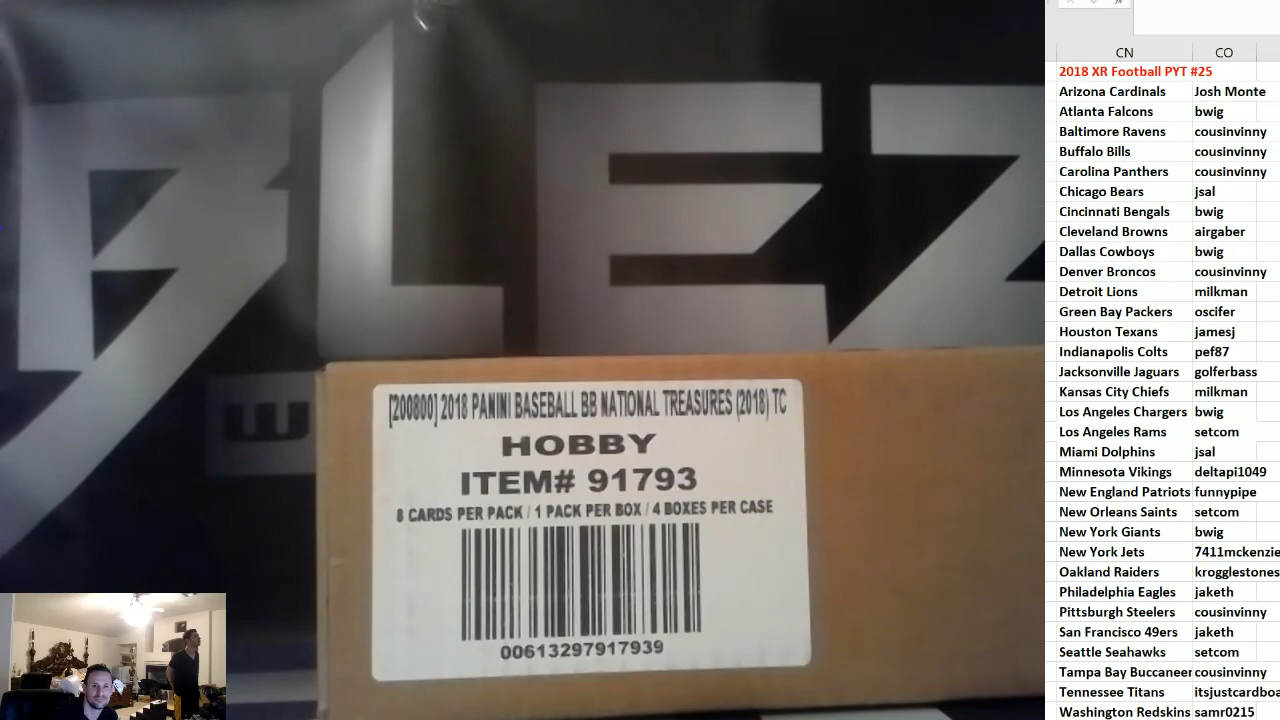 BLEZ
W
[200800] 2018 PANINI BASEBALL BB NATIONAL TREASURES (2018) TC
HOBBY
ITEM# 91793
8 CARDS PER PACK / 1 PACK PER BOX / 4 BOXES PER CASE
00613297917939
CN CO
2018 XR Football PYT #25
Arizona Cardinals Josh Monte
Atlanta Falcons bwig
Baltimore Ravens cousinvinny
Buffalo Bills cousinvinny
Carolina Panthers cousinvinny
Chicago Bears jsal
Cincinnati Bengals bwig
Cleveland Browns airgaber
Dallas Cowboys bwig
Denver Broncos cousinvinny
Detroit Lions milkman
Green Bay Packers oscifer
Houston Texans jamesj
Indianapolis Colts pef87
Jacksonville Jaguars golferbass
Kansas City Chiefs milkman
Los Angeles Chargers bwig
Los Angeles Rams setcom
Miami Dolphins jsal
Minnesota Vikings deltapi1049
New England Patriots funnypipe
New Orleans Saints setcom
New York Giants bwig
New York Jets 7411mckenzie
Oakland Raiders krogglestones
Philadelphia Eagles jaketh
Pittsburgh Steelers cousinvinny
San Francisco 49ers jaketh
Seattle Seahawks setcom
Tampa Bay Buccaneer cousinvinny
Tennessee Titans itsjustcardboa
Washington Redskins samr0215